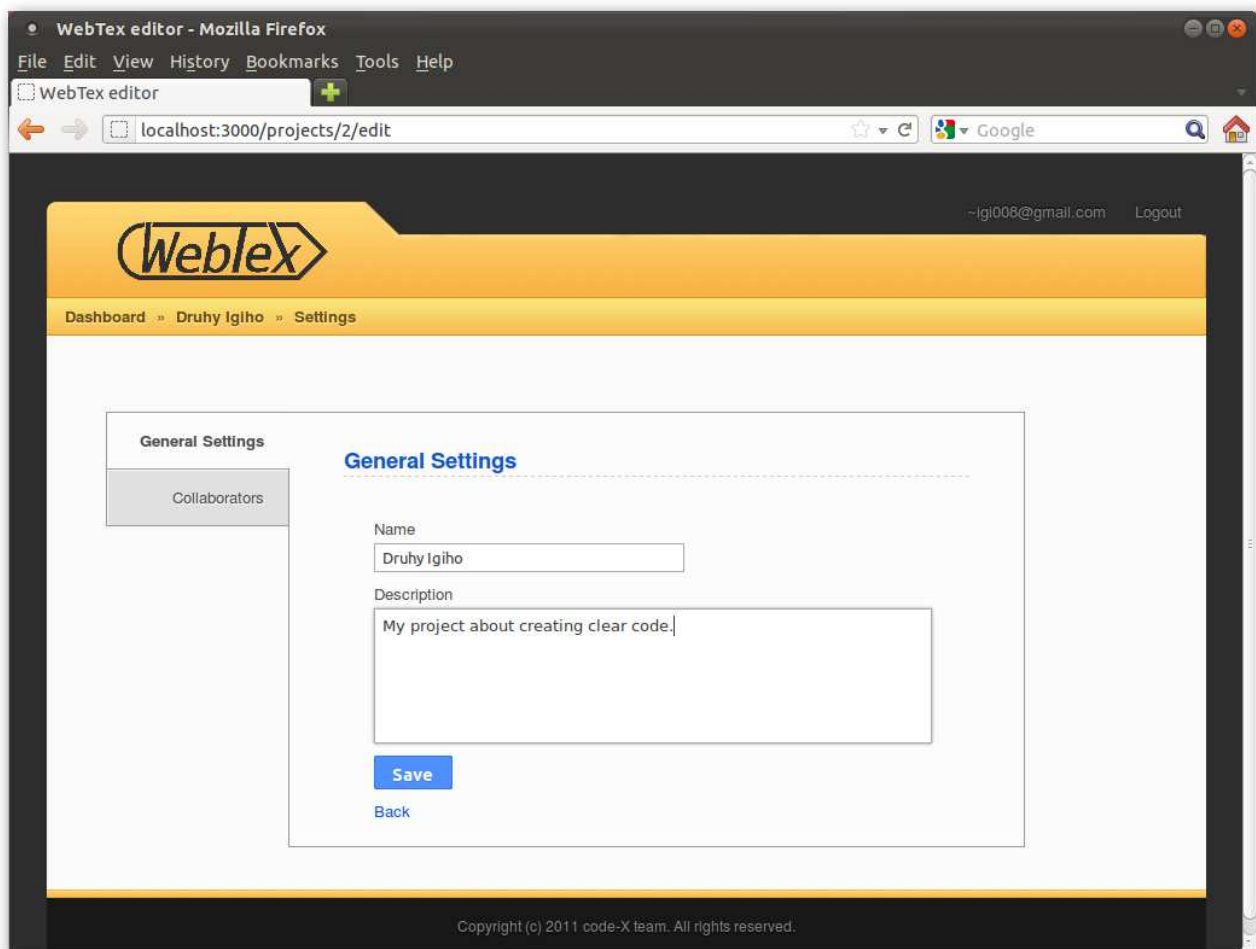 WebTex editor - Mozilla Firefox
File Edit View History Bookmarks Tools Help
WebTex editor
localhost:3000/projects/2/edit Google
~igi008@gmail.com Logout
WebTeX
Dashboard » Druhy Igiho » Settings
General Settings
Collaborators
General Settings
Name
Druhy Igiho
Description
My project about creating clear code.
Save
Back
Copyright (c) 2011 code-X team. All rights reserved.